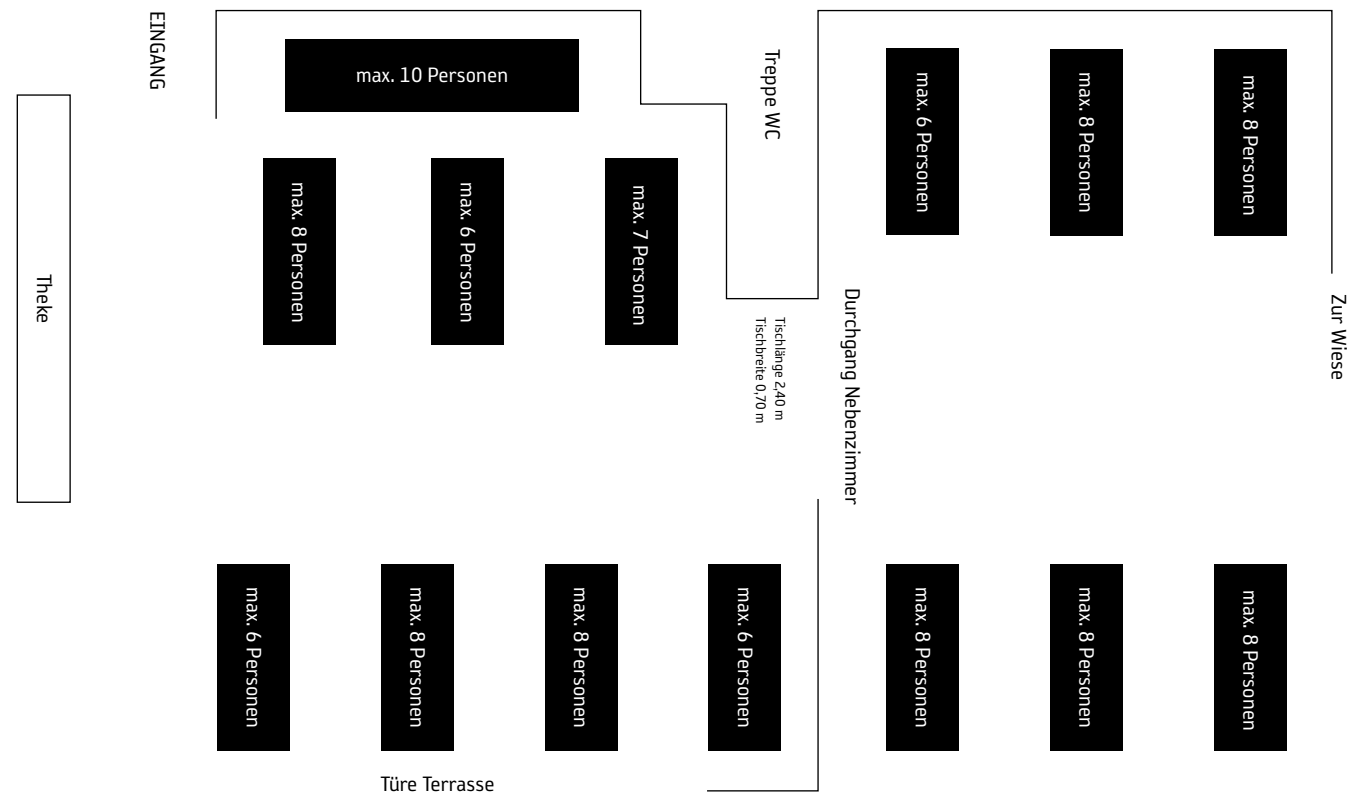 EINGANG
max. 10 Personen
Treppe WC
max. 6 Personen
max. 8 Personen
max. 8 Personen
max. 8 Personen
max. 6 Personen
max. 7 Personen
Theke
Tischlänge 2,40 m
Tischbreite 0,70 m
Durchgang Nebenzimmer
Zur Wiese
max. 6 Personen
max. 8 Personen
max. 8 Personen
max. 6 Personen
max. 8 Personen
max. 8 Personen
max. 8 Personen
Türe Terrasse